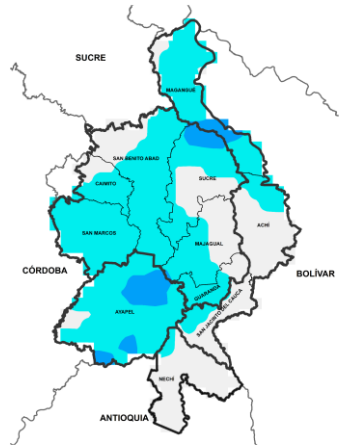 SUCRE
MAGANGUÉ
SAN BENITO ABAD
SUCRE
CAIMITO
ACHÍ
SAN MARCOS
MAJAGUAL
CÓRDOBA
BOLÍVAR
GUARANDA
AYAPEL
SAN JACINTO DEL CAUCA
NECHÍ
ANTIOQUIA